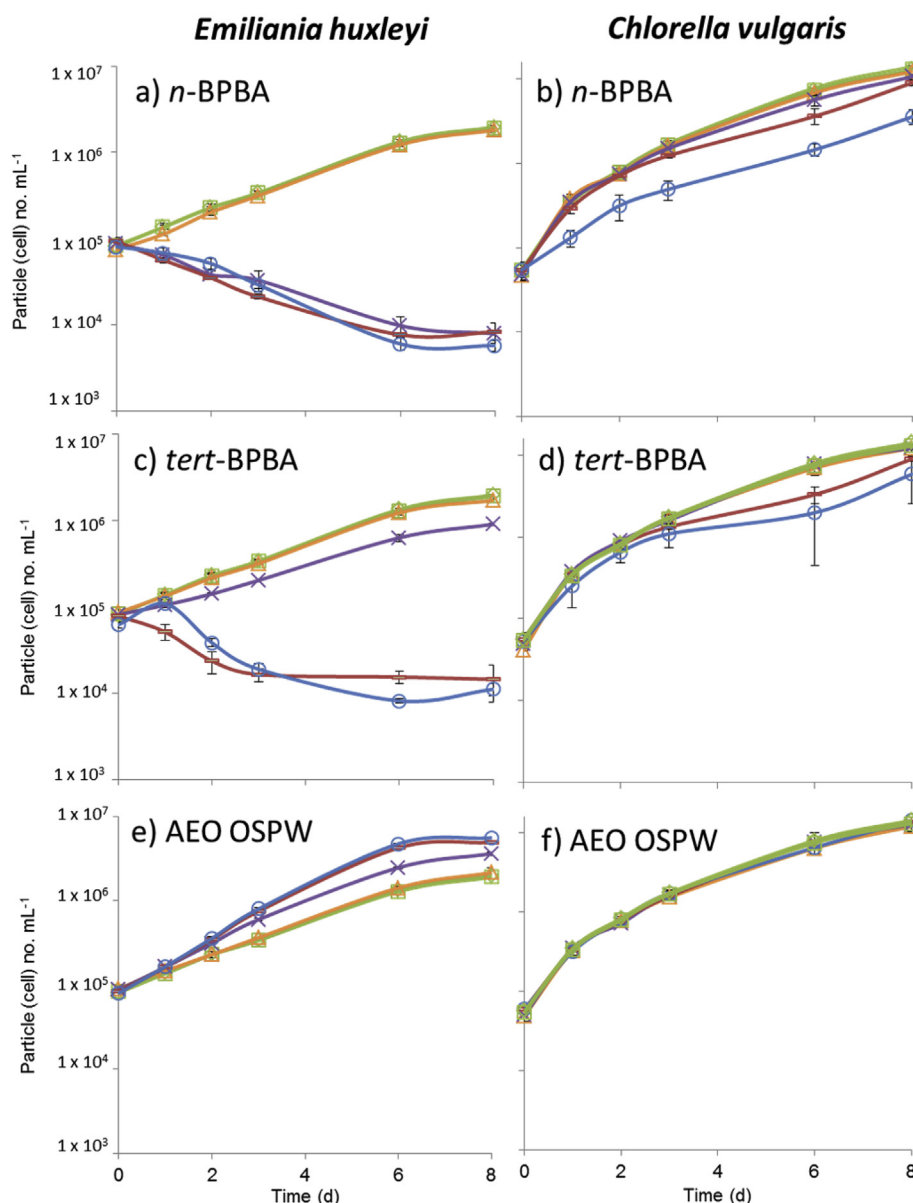 Emiliania huxleyi
Chlorella vulgaris
a) n-BPBA
b) n-BPBA
1 x 10⁷
1 x 10⁶
1 x 10⁵
1 x 10⁴
1 x 10³
Particle (cell) no. mL⁻¹
c) tert-BPBA
d) tert-BPBA
1 x 10⁷
1 x 10⁶
1 x 10⁵
1 x 10⁴
1 x 10³
Particle (cell) no. mL⁻¹
e) AEO OSPW
f) AEO OSPW
1 x 10⁷
1 x 10⁶
1 x 10⁵
1 x 10⁴
1 x 10³
Particle (cell) no. mL⁻¹
0 2 4 6 8
0 2 4 6 8
Time (d)
Time (d)